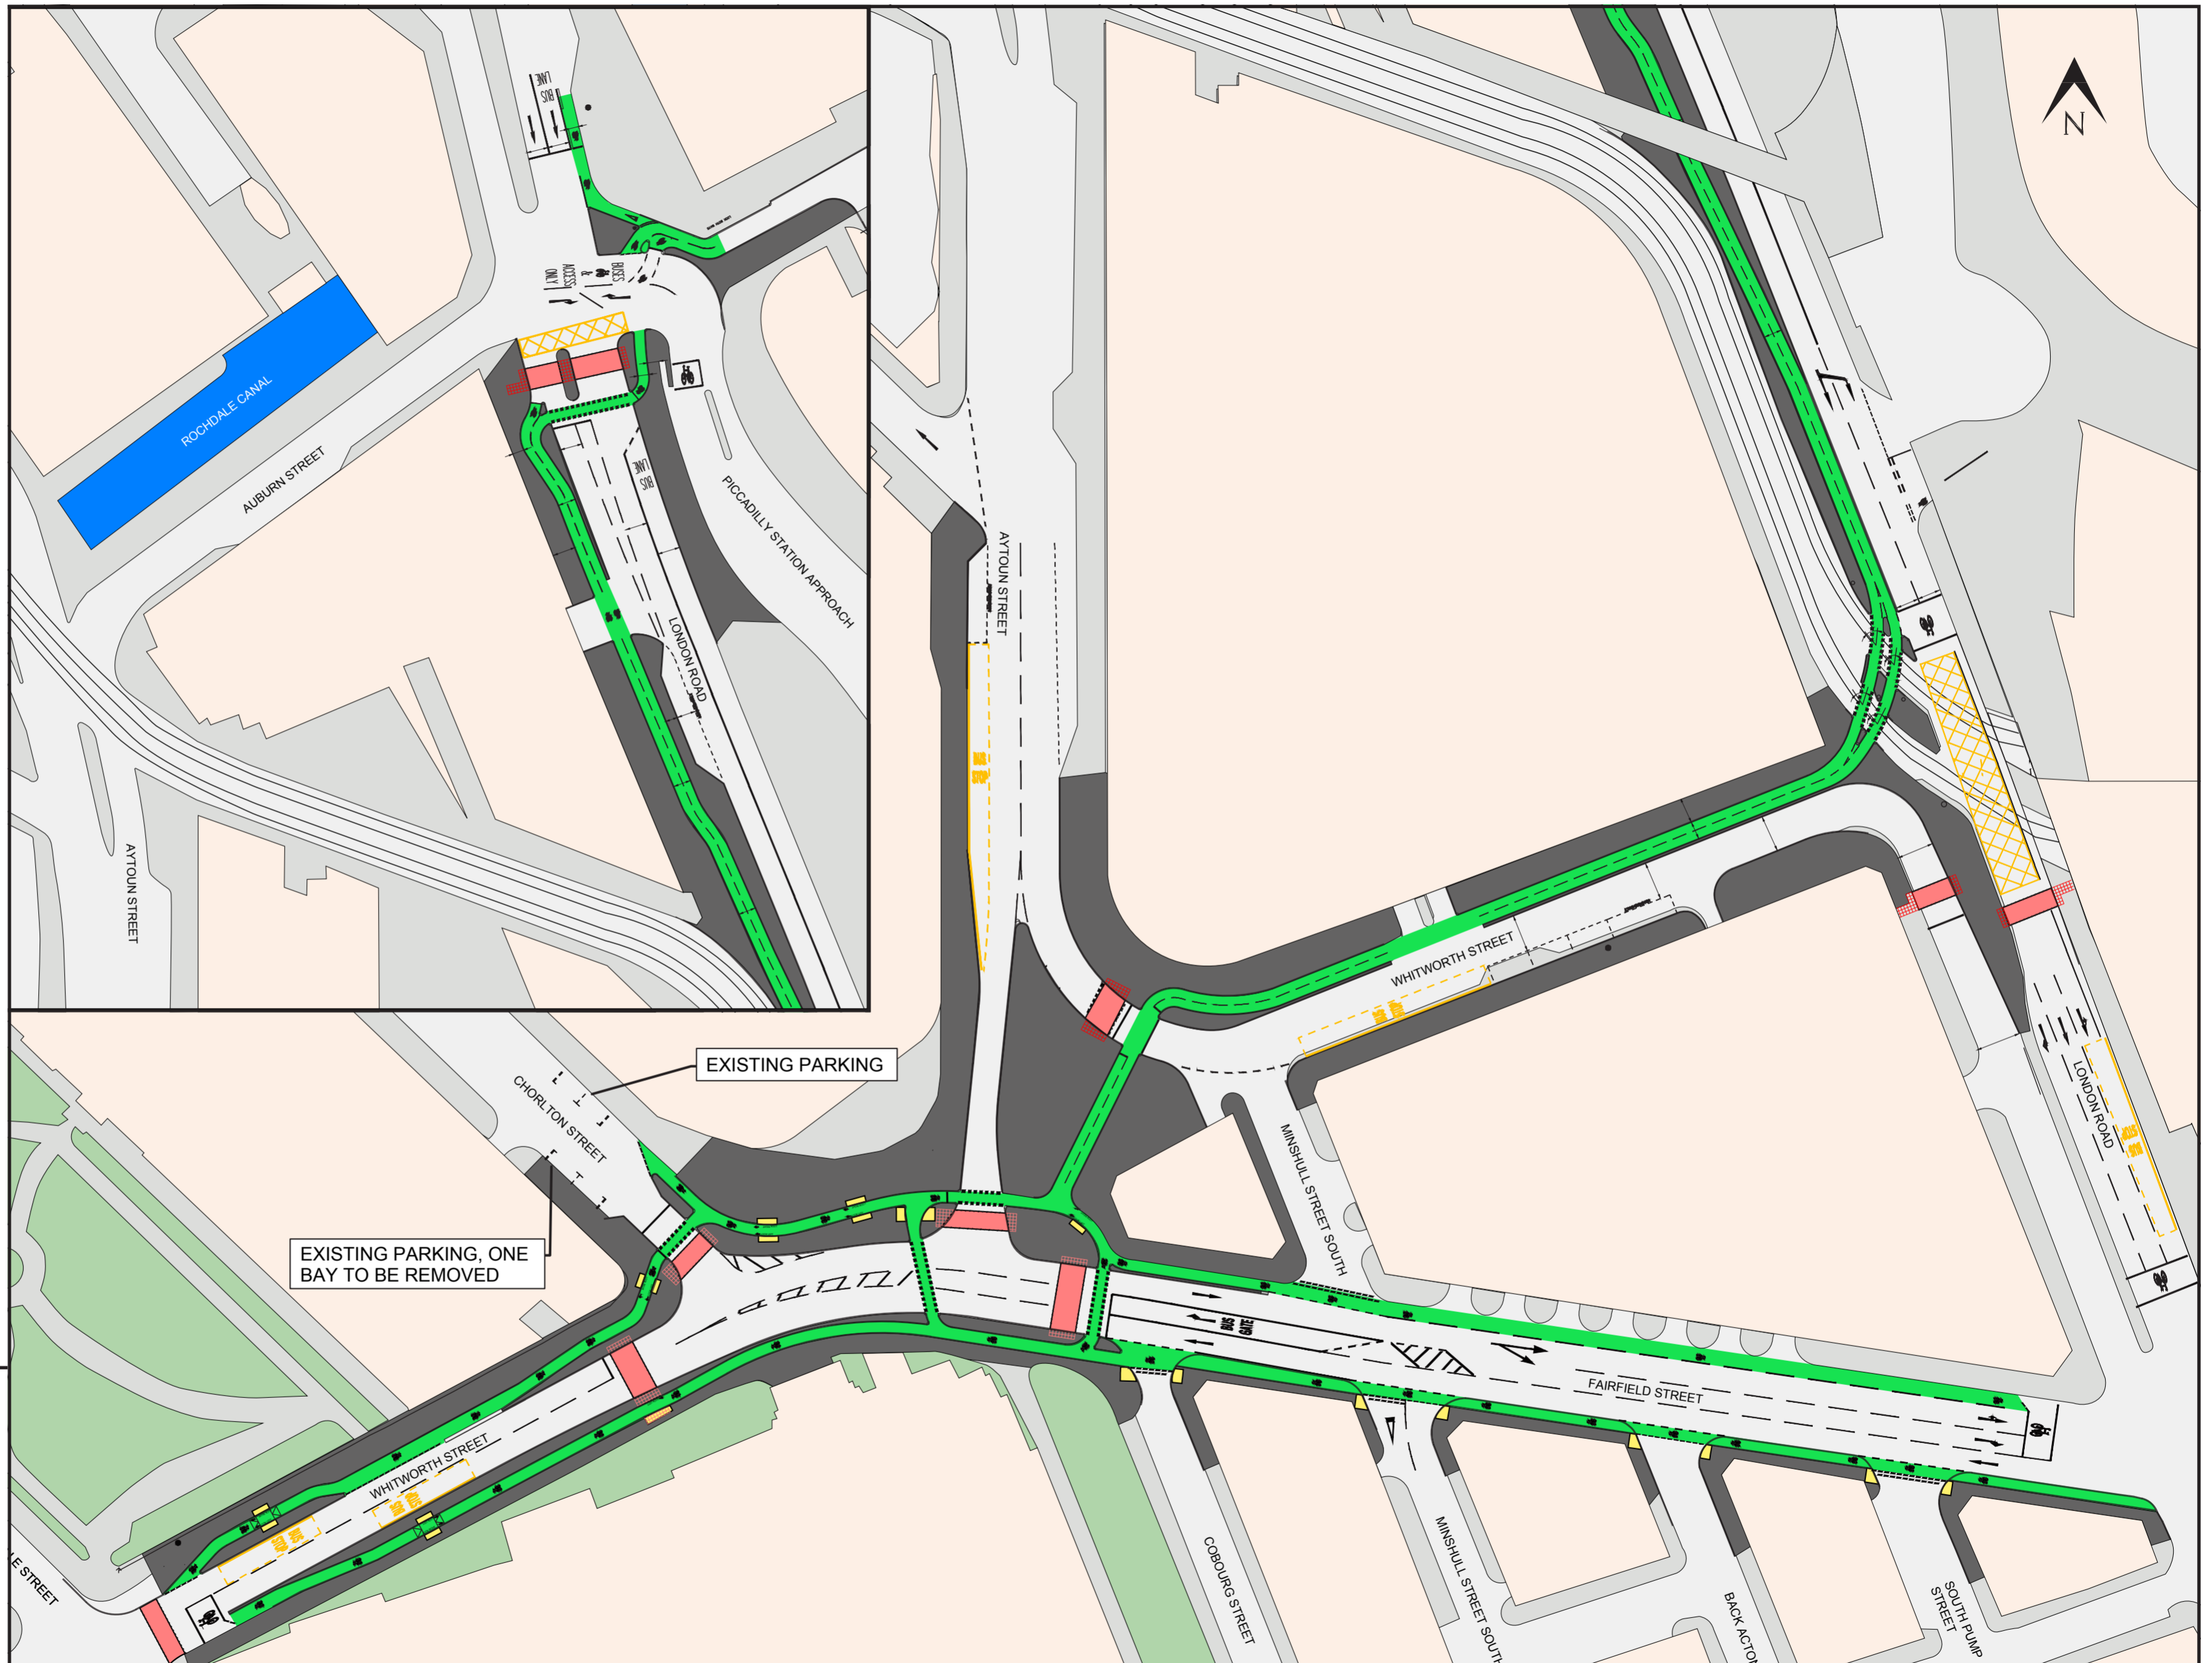 BUS
LANE
N
BUSES
&
ACCESS
ONLY
ROCHDALE CANAL
AUBURN STREET
BUS
LANE
PICCADILLY STATION APPROACH
LONDON ROAD
AYTOUN STREET
AYTOUN STREET
WHITWORTH STREET
EXISTING PARKING
CHORLTON STREET
LONDON ROAD
MINSHULL STREET SOUTH
EXISTING PARKING, ONE
BAY TO BE REMOVED
BUS
GATE
FAIRFIELD STREET
WHITWORTH STREET
LE STREET
COBOURG STREET
MINSHULL STREET SOUTH
BACK ACTON
SOUTH PUMP
STREET